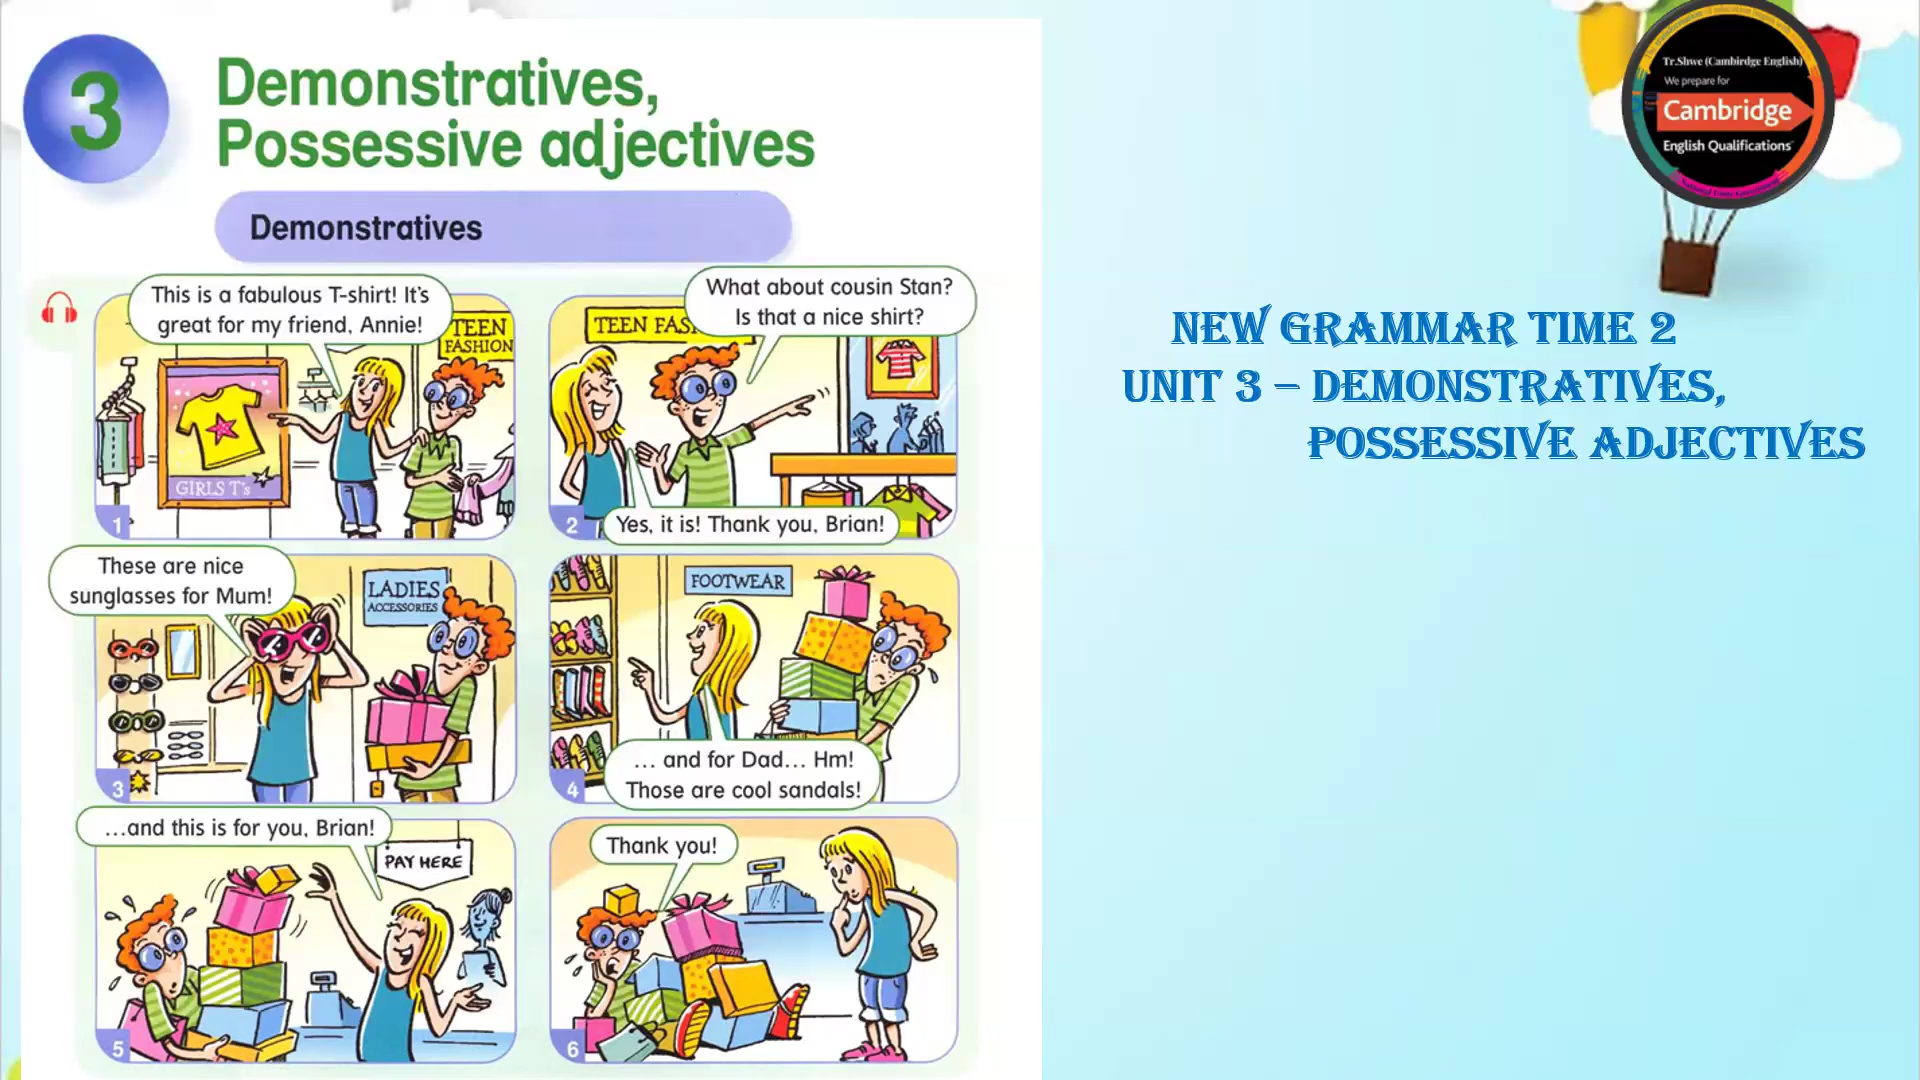 3
Demonstratives,
Possessive adjectives
Demonstratives
This is a fabulous T-shirt! It's
great for my friend, Annie!
TEEN
FASHION
GIRLS T's
1
What about cousin Stan?
Is that a nice shirt?
TEEN FAS
Yes, it is! Thank you, Brian!
2
These are nice
sunglasses for Mum!
LADIES
ACCESSORIES
3
FOOTWEAR
... and for Dad... Hm!
Those are cool sandals!
4
...and this is for you, Brian!
PAY HERE
5
Thank you!
6
Tr.Shwe (Cambirdge English)
We prepare for
Cambridge
English Qualifications
NEW GRAMMAR TIME 2
UNIT 3 – DEMONSTRATIVES,
POSSESSIVE ADJECTIVES